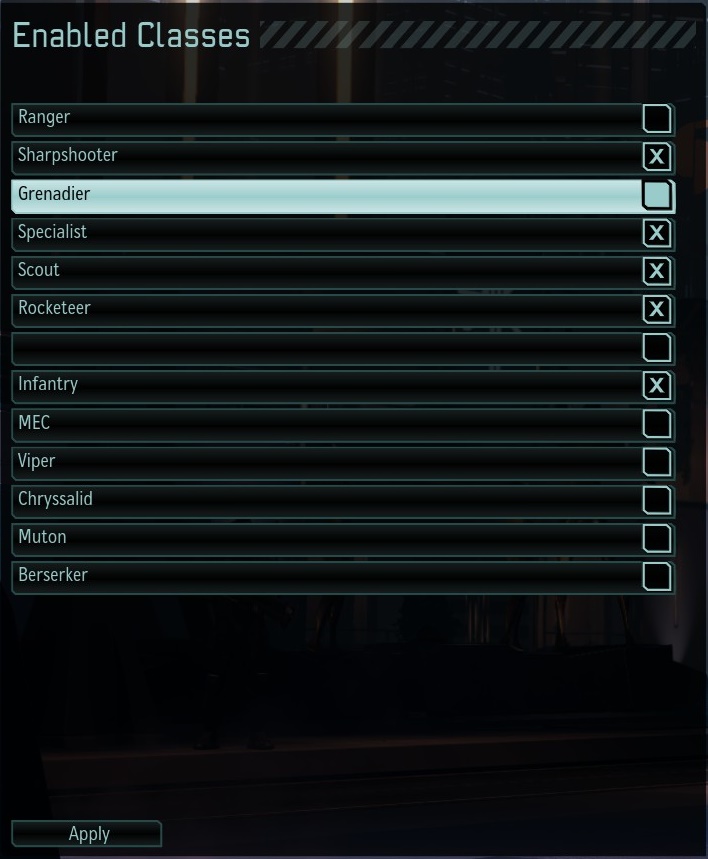 Enabled Classes
Ranger
Sharpshooter X
Grenadier
Specialist X
Scout X
Rocketeer X
Infantry X
MEC
Viper
Chryssalid
Muton
Berserker
Apply